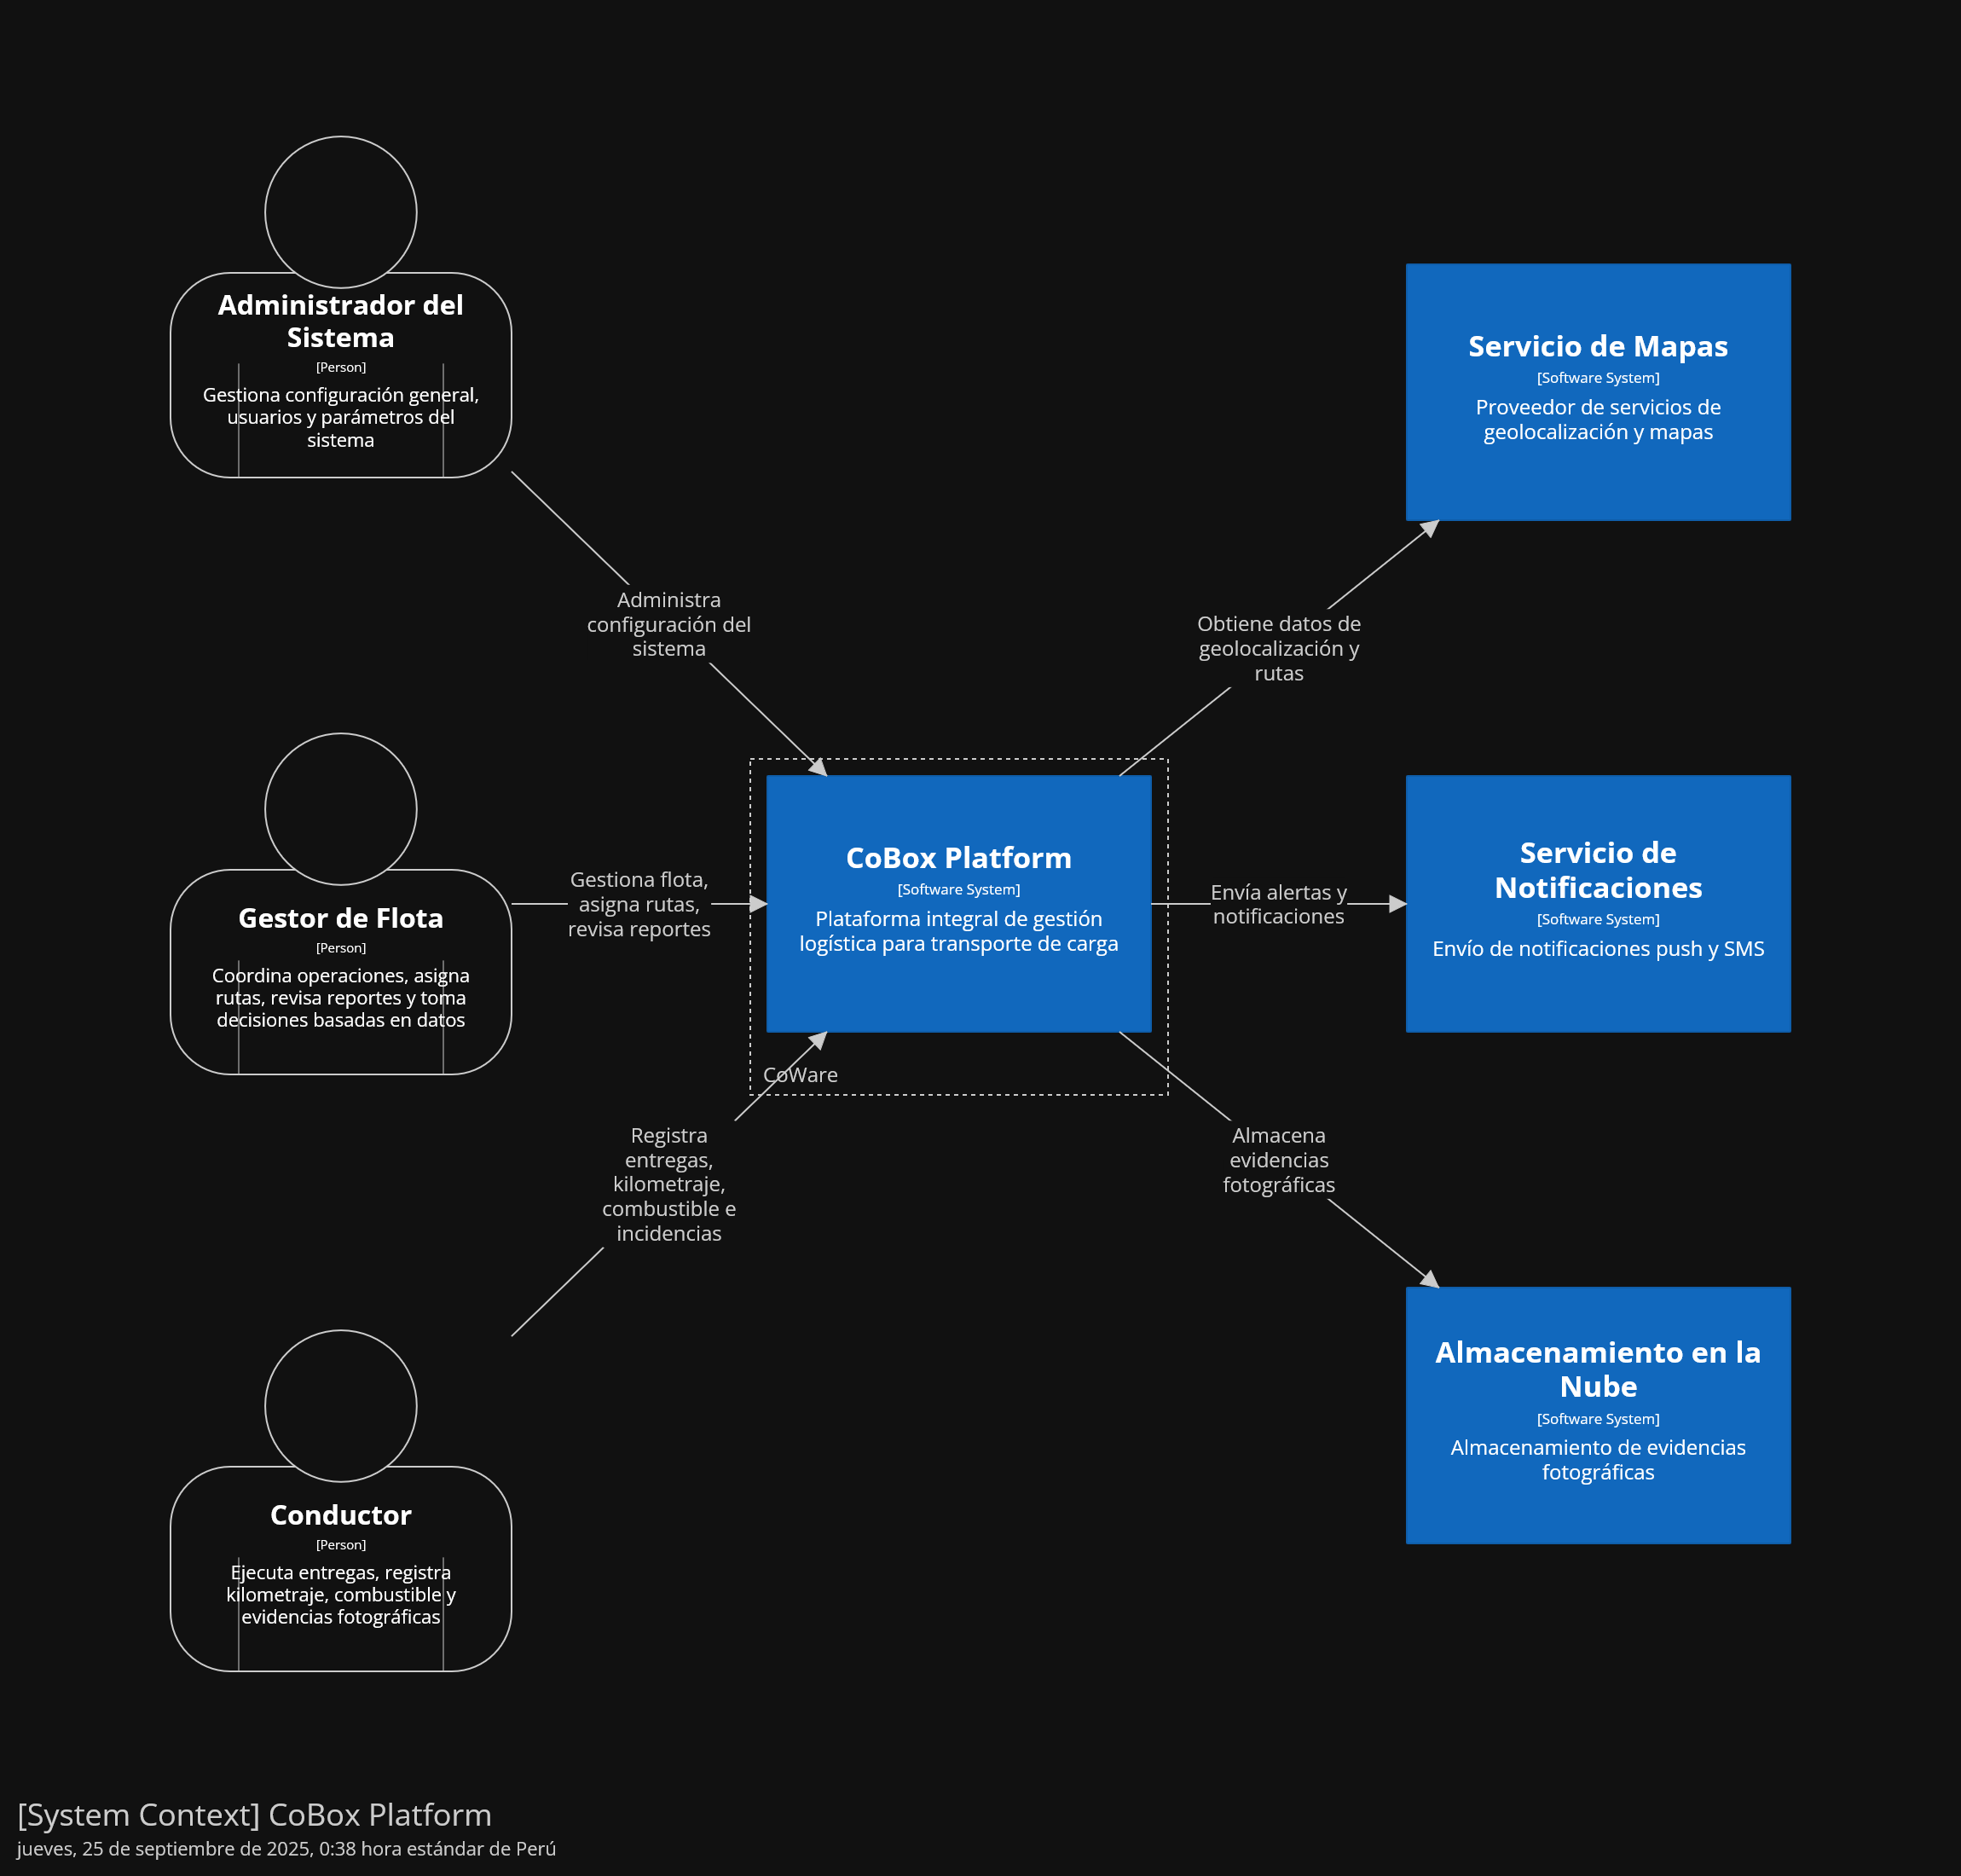 Administrador del
Sistema
[Person]
Gestiona configuración general,
usuarios y parámetros del
sistema
Servicio de Mapas
[Software System]
Proveedor de servicios de
geolocalización y mapas
Administra
configuración del
sistema
Obtiene datos de
geolocalización y
rutas
Gestor de Flota
[Person]
Coordina operaciones, asigna
rutas, revisa reportes y toma
decisiones basadas en datos
Gestiona flota,
asigna rutas,
revisa reportes
CoBox Platform
[Software System]
Plataforma integral de gestión
logística para transporte de carga
CoWare
Envía alertas y
notificaciones
Servicio de
Notificaciones
[Software System]
Envío de notificaciones push y SMS
Registra
entregas,
kilometraje,
combustible e
incidencias
Almacena
evidencias
fotográficas
Almacenamiento en la
Nube
[Software System]
Almacenamiento de evidencias
fotográficas
Conductor
[Person]
Ejecuta entregas, registra
kilometraje, combustible y
evidencias fotográficas
[System Context] CoBox Platform
jueves, 25 de septiembre de 2025, 0:38 hora estándar de Perú